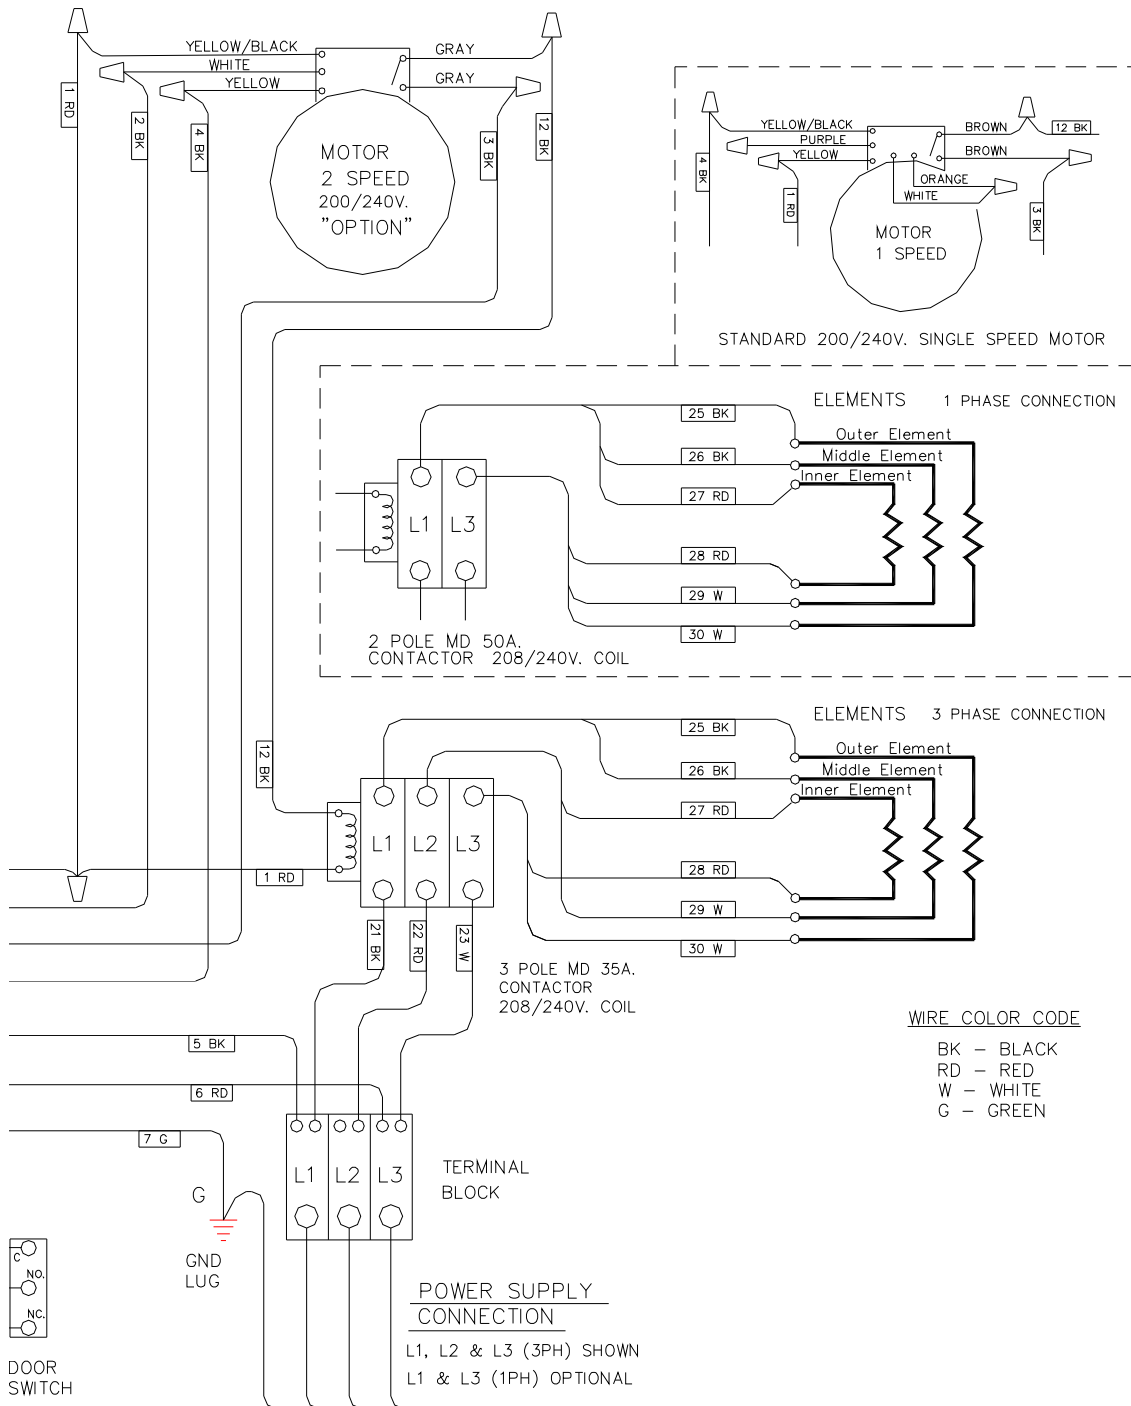 YELLOW/BLACK
WHITE
YELLOW
GRAY
GRAY
1 RD
2 BK
4 BK
3 BK
12 BK
MOTOR
2 SPEED
200/240V.
"OPTION"
YELLOW/BLACK
PURPLE
YELLOW
BROWN
12 BK
BROWN
ORANGE
WHITE
4 BK
1 RD
3 BK
MOTOR
1 SPEED
STANDARD 200/240V. SINGLE SPEED MOTOR
ELEMENTS 1 PHASE CONNECTION
25 BK
Outer Element
26 BK
Middle Element
27 RD
Inner Element
L1 L3
28 RD
29 W
30 W
2 POLE MD 50A.
CONTACTOR 208/240V. COIL
ELEMENTS 3 PHASE CONNECTION
25 BK
Outer Element
26 BK
Middle Element
27 RD
Inner Element
12 BK
L1 L2 L3
1 RD
28 RD
29 W
30 W
21 BK
22 RD
23 W
3 POLE MD 35A.
CONTACTOR
208/240V. COIL
WIRE COLOR CODE
BK - BLACK
RD - RED
W - WHITE
G - GREEN
5 BK
6 RD
7 G
L1 L2 L3
TERMINAL
BLOCK
G
GND
LUG
C
NO.
NC.
DOOR
SWITCH
POWER SUPPLY
CONNECTION
L1, L2 & L3 (3PH) SHOWN
L1 & L3 (1PH) OPTIONAL